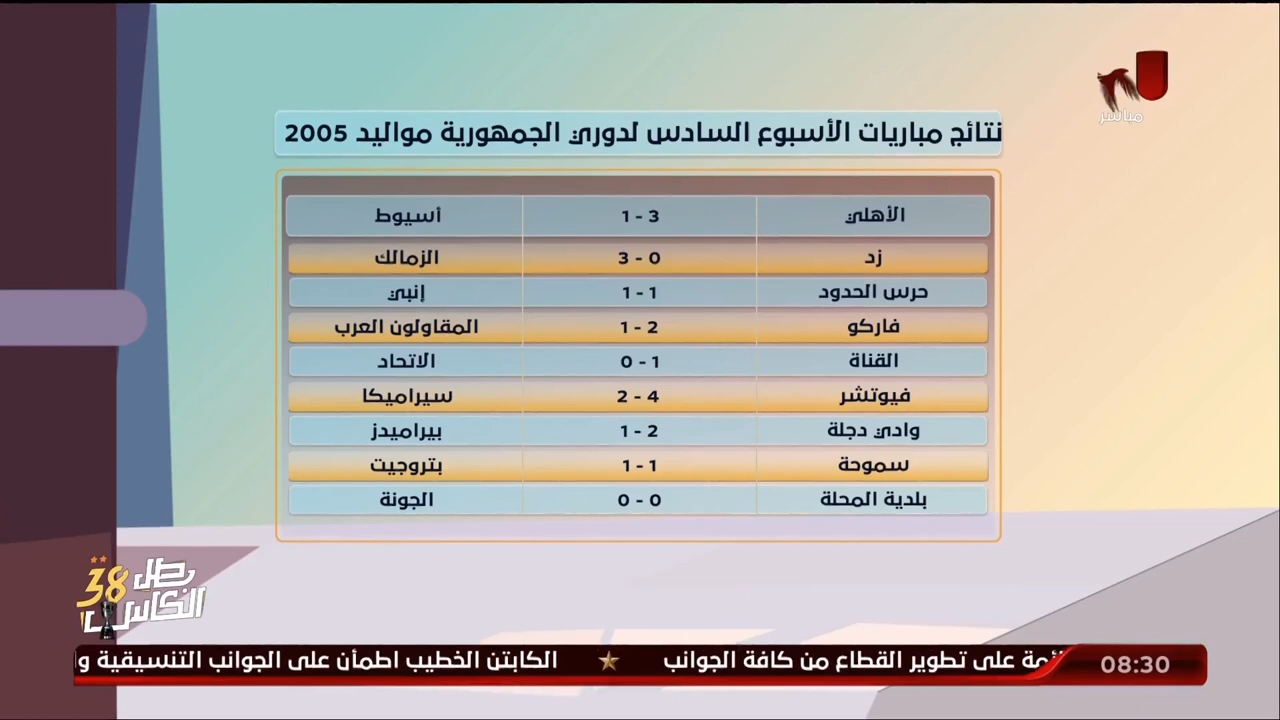 مباشر
نتائج مباريات الأسبوع السادس لدوري الجمهورية مواليد 2005
الأهلي 3 - 1 أسيوط
زد 0 - 3 الزمالك
حرس الحدود 1 - 1 إنبي
فاركو 2 - 1 المقاولون العرب
القناة 1 - 0 الاتحاد
فيوتشر 4 - 2 سيراميكا
وادي دجلة 2 - 1 بيراميدز
سموحة 1 - 1 بتروجيت
بلدية المحلة 0 - 0 الجونة
بطل الكاس 38
08:30 على تطوير القطاع من كافة الجوانب الكابتن الخطيب اطمأن على الجوانب التنسيقية